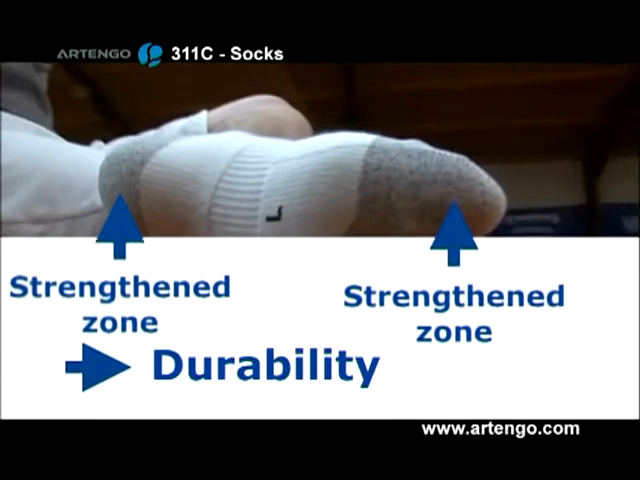 ARTENGO 311C - Socks
L
Strengthened
zone
Strengthened
zone
Durability
www.artengo.com